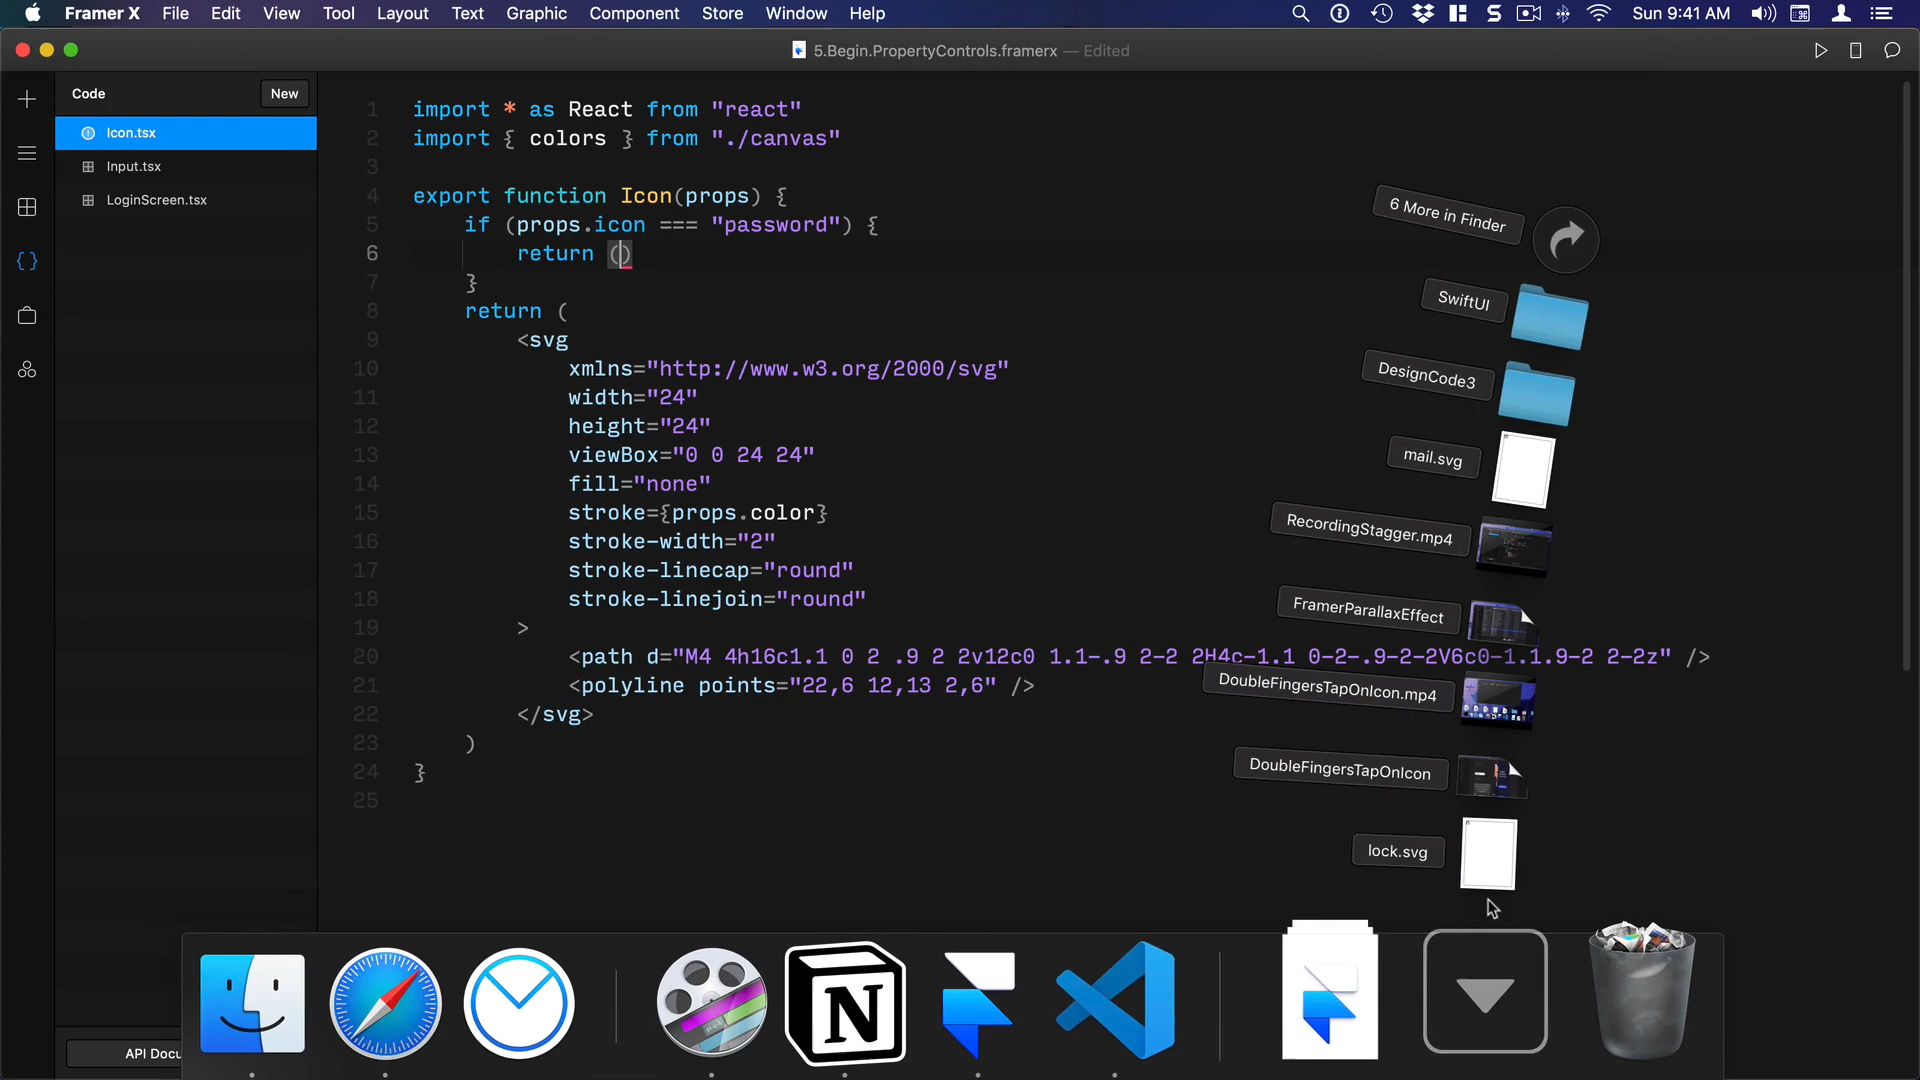 Framer X File Edit View Tool Layout Text Graphic Component Store Window Help Sun 9:41 AM
5.Begin.PropertyControls.framerx — Edited
Code New
Icon.tsx
Input.tsx
LoginScreen.tsx
API Docu
1 import * as React from "react"
2 import { colors } from "./canvas"
3
4 export function Icon(props) {
5 if (props.icon === "password") {
6 return ()
7 }
8 return (
9 <svg
10 xmlns="http://www.w3.org/2000/svg"
11 width="24"
12 height="24"
13 viewBox="0 0 24 24"
14 fill="none"
15 stroke={props.color}
16 stroke-width="2"
17 stroke-linecap="round"
18 stroke-linejoin="round"
19 >
20 <path d="M4 4h16c1.1 0 2 .9 2 2v12c0 1.1-.9 2-2 2H4c-1.1 0-2-.9-2-2V6c0-1.1.9-2 2-2z" />
21 <polyline points="22,6 12,13 2,6" />
22 </svg>
23 )
24 }
25
6 More in Finder
SwiftUI
DesignCode3
mail.svg
RecordingStagger.mp4
FramerParallaxEffect
DoubleFingersTapOnIcon.mp4
DoubleFingersTapOnIcon
lock.svg